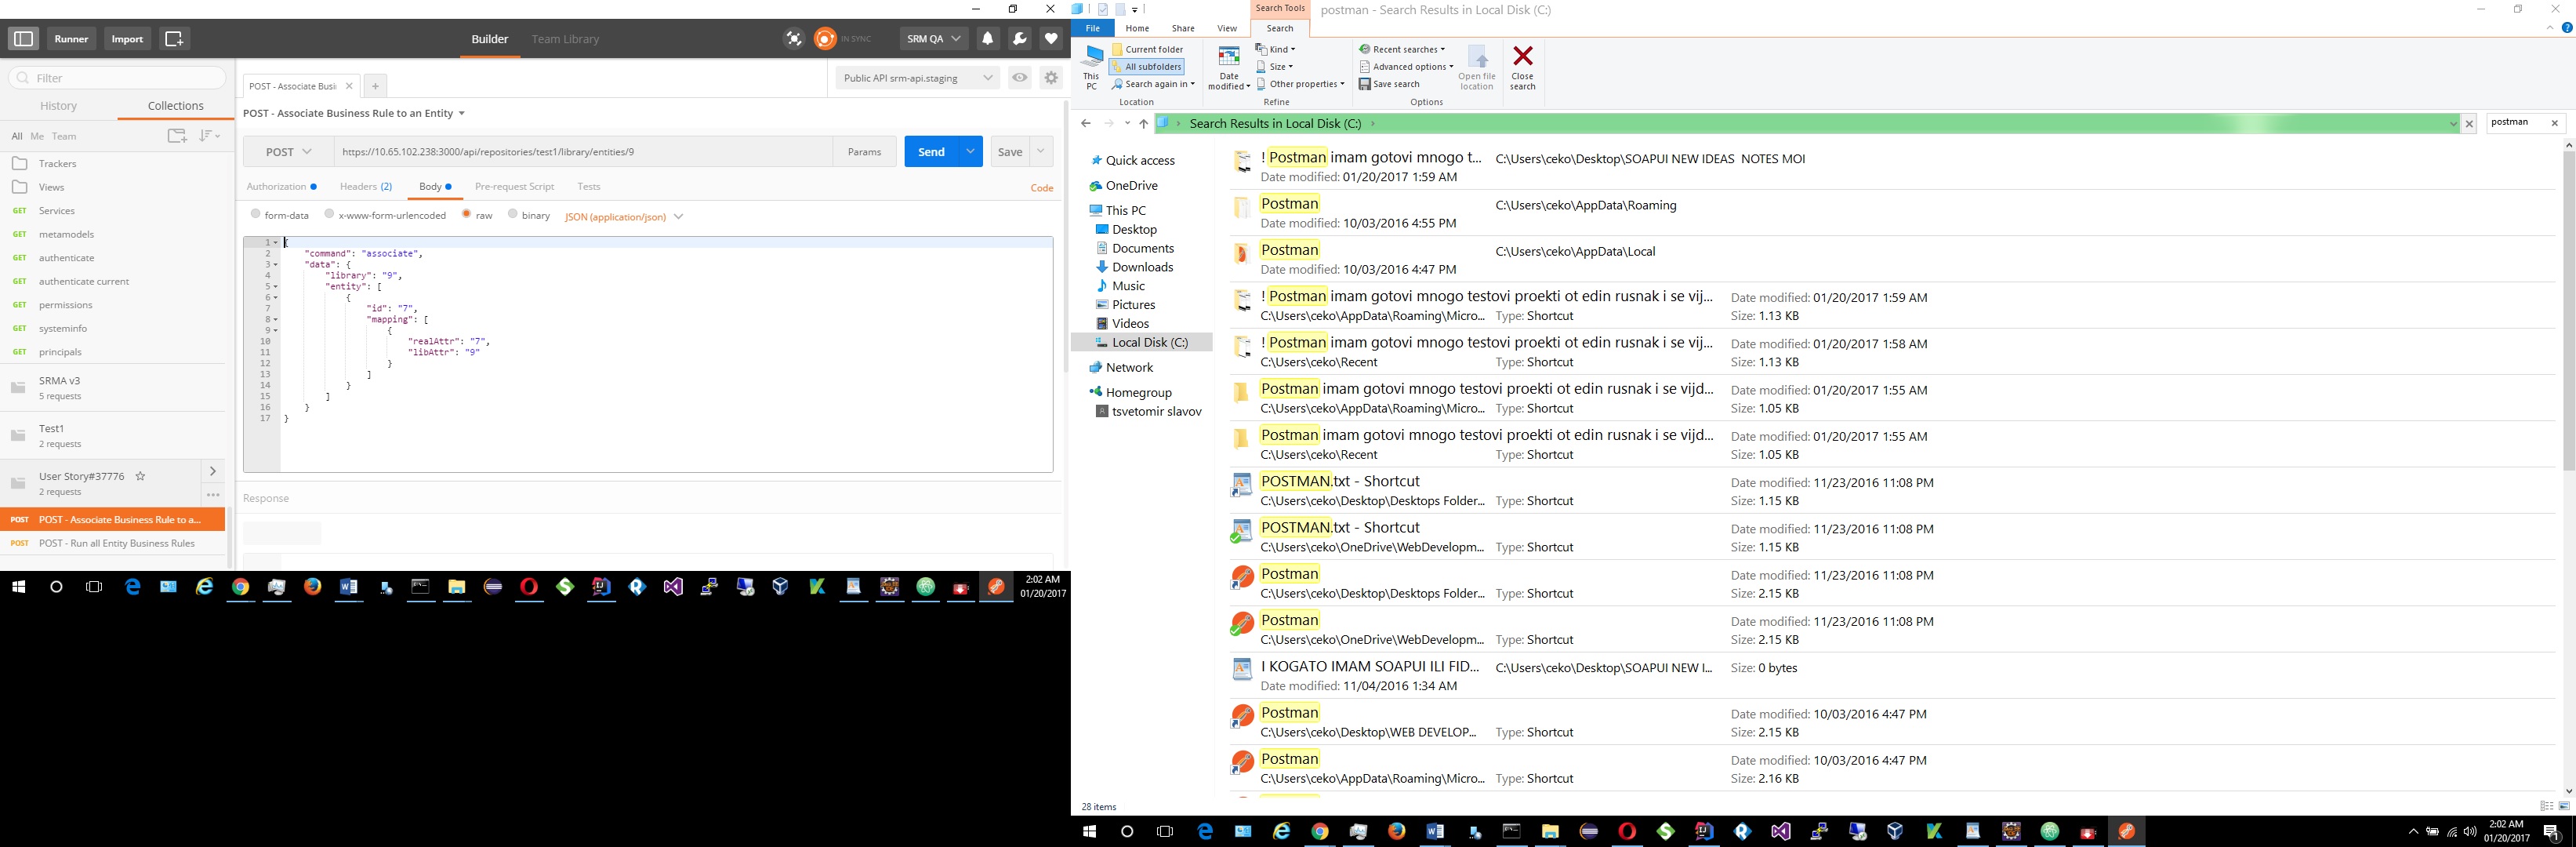 Runner
Import
Builder
Team Library
IN SYNC
SRM QA
Filter
History
Collections
All Me Team
Trackers
Views
GET Services
GET metamodels
GET authenticate
GET authenticate current
GET permissions
GET systeminfo
GET principals
SRMA v3
5 requests
Test1
2 requests
User Story#37776
2 requests
POST POST - Associate Business Rule to a...
POST POST - Run all Entity Business Rules
POST - Associate Busi
Public API srm-api.staging
POST - Associate Business Rule to an Entity
POST
https://10.65.102.238:3000/api/repositories/test1/library/entities/9
Params
Send
Save
Authorization
Headers (2)
Body
Pre-request Script
Tests
Code
form-data
x-www-form-urlencoded
raw
binary
JSON (application/json)
1 {
2 "command": "associate",
3 "data": {
4 "library": "9",
5 "entity": [
6 {
7 "id": "7",
8 "mapping": [
9 {
10 "realAttr": "7",
11 "libAttr": "9"
12 }
13 ]
14 }
15 ]
16 }
17 }
Response
2:02 AM
01/20/2017
Search Tools
postman - Search Results in Local Disk (C:)
File
Home
Share
View
Search
This PC
Current folder
All subfolders
Search again in
Location
Date modified
Kind
Size
Other properties
Refine
Recent searches
Advanced options
Save search
Options
Open file location
Close search
Search Results in Local Disk (C:)
postman
Quick access
OneDrive
This PC
Desktop
Documents
Downloads
Music
Pictures
Videos
Local Disk (C:)
Network
Homegroup
tsvetomir slavov
! Postman imam gotovi mnogo t... C:\Users\ceko\Desktop\SOAPUI NEW IDEAS  NOTES MOI
Date modified: 01/20/2017 1:59 AM
Postman C:\Users\ceko\AppData\Roaming
Date modified: 10/03/2016 4:55 PM
Postman C:\Users\ceko\AppData\Local
Date modified: 10/03/2016 4:47 PM
! Postman imam gotovi mnogo testovi proekti ot edin rusnak i se vij... Date modified: 01/20/2017 1:59 AM
C:\Users\ceko\AppData\Roaming\Micro... Type: Shortcut Size: 1.13 KB
! Postman imam gotovi mnogo testovi proekti ot edin rusnak i se vij... Date modified: 01/20/2017 1:58 AM
C:\Users\ceko\Recent Type: Shortcut Size: 1.13 KB
Postman imam gotovi mnogo testovi proekti ot edin rusnak i se vijd... Date modified: 01/20/2017 1:55 AM
C:\Users\ceko\AppData\Roaming\Micro... Type: Shortcut Size: 1.05 KB
Postman imam gotovi mnogo testovi proekti ot edin rusnak i se vijd... Date modified: 01/20/2017 1:55 AM
C:\Users\ceko\Recent Type: Shortcut Size: 1.05 KB
POSTMAN.txt - Shortcut Date modified: 11/23/2016 11:08 PM
C:\Users\ceko\Desktop\Desktops Folder... Type: Shortcut Size: 1.15 KB
POSTMAN.txt - Shortcut Date modified: 11/23/2016 11:08 PM
C:\Users\ceko\OneDrive\WebDevelopm... Type: Shortcut Size: 1.15 KB
Postman Date modified: 11/23/2016 11:08 PM
C:\Users\ceko\Desktop\Desktops Folder... Type: Shortcut Size: 2.15 KB
Postman Date modified: 11/23/2016 11:08 PM
C:\Users\ceko\OneDrive\WebDevelopm... Type: Shortcut Size: 2.15 KB
I KOGATO IMAM SOAPUI ILI FID... C:\Users\ceko\Desktop\SOAPUI NEW I... Size: 0 bytes
Date modified: 11/04/2016 1:34 AM
Postman Date modified: 10/03/2016 4:47 PM
C:\Users\ceko\Desktop\WEB DEVELOP... Type: Shortcut Size: 2.15 KB
Postman Date modified: 10/03/2016 4:47 PM
C:\Users\ceko\AppData\Roaming\Micro... Type: Shortcut Size: 2.16 KB
28 items
2:02 AM
01/20/2017